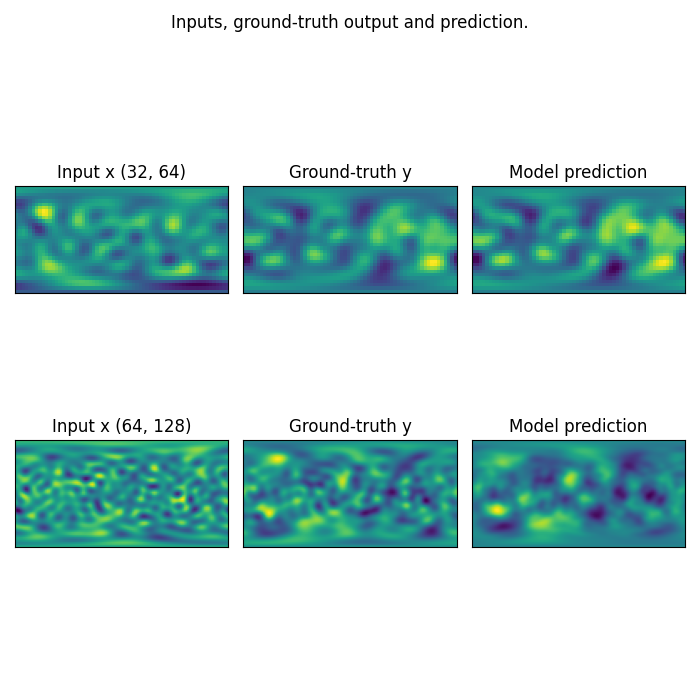 Inputs, ground-truth output and prediction.
Input x (32, 64)
Ground-truth y
Model prediction
Input x (64, 128)
Ground-truth y
Model prediction